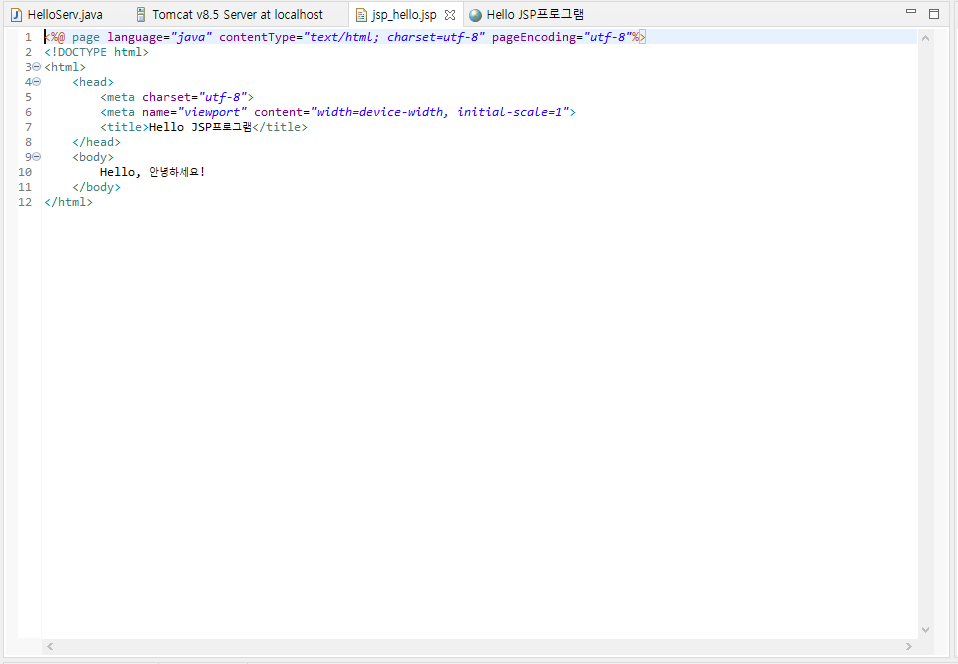 HelloServ.java Tomcat v8.5 Server at localhost jsp_hello.jsp Hello JSP프로그램
1 <%@ page language="java" contentType="text/html; charset=utf-8" pageEncoding="utf-8"%>
2 <!DOCTYPE html>
3 <html>
4     <head>
5         <meta charset="utf-8">
6         <meta name="viewport" content="width=device-width, initial-scale=1">
7         <title>Hello JSP프로그램</title>
8     </head>
9     <body>
10         Hello, 안녕하세요!
11     </body>
12 </html>